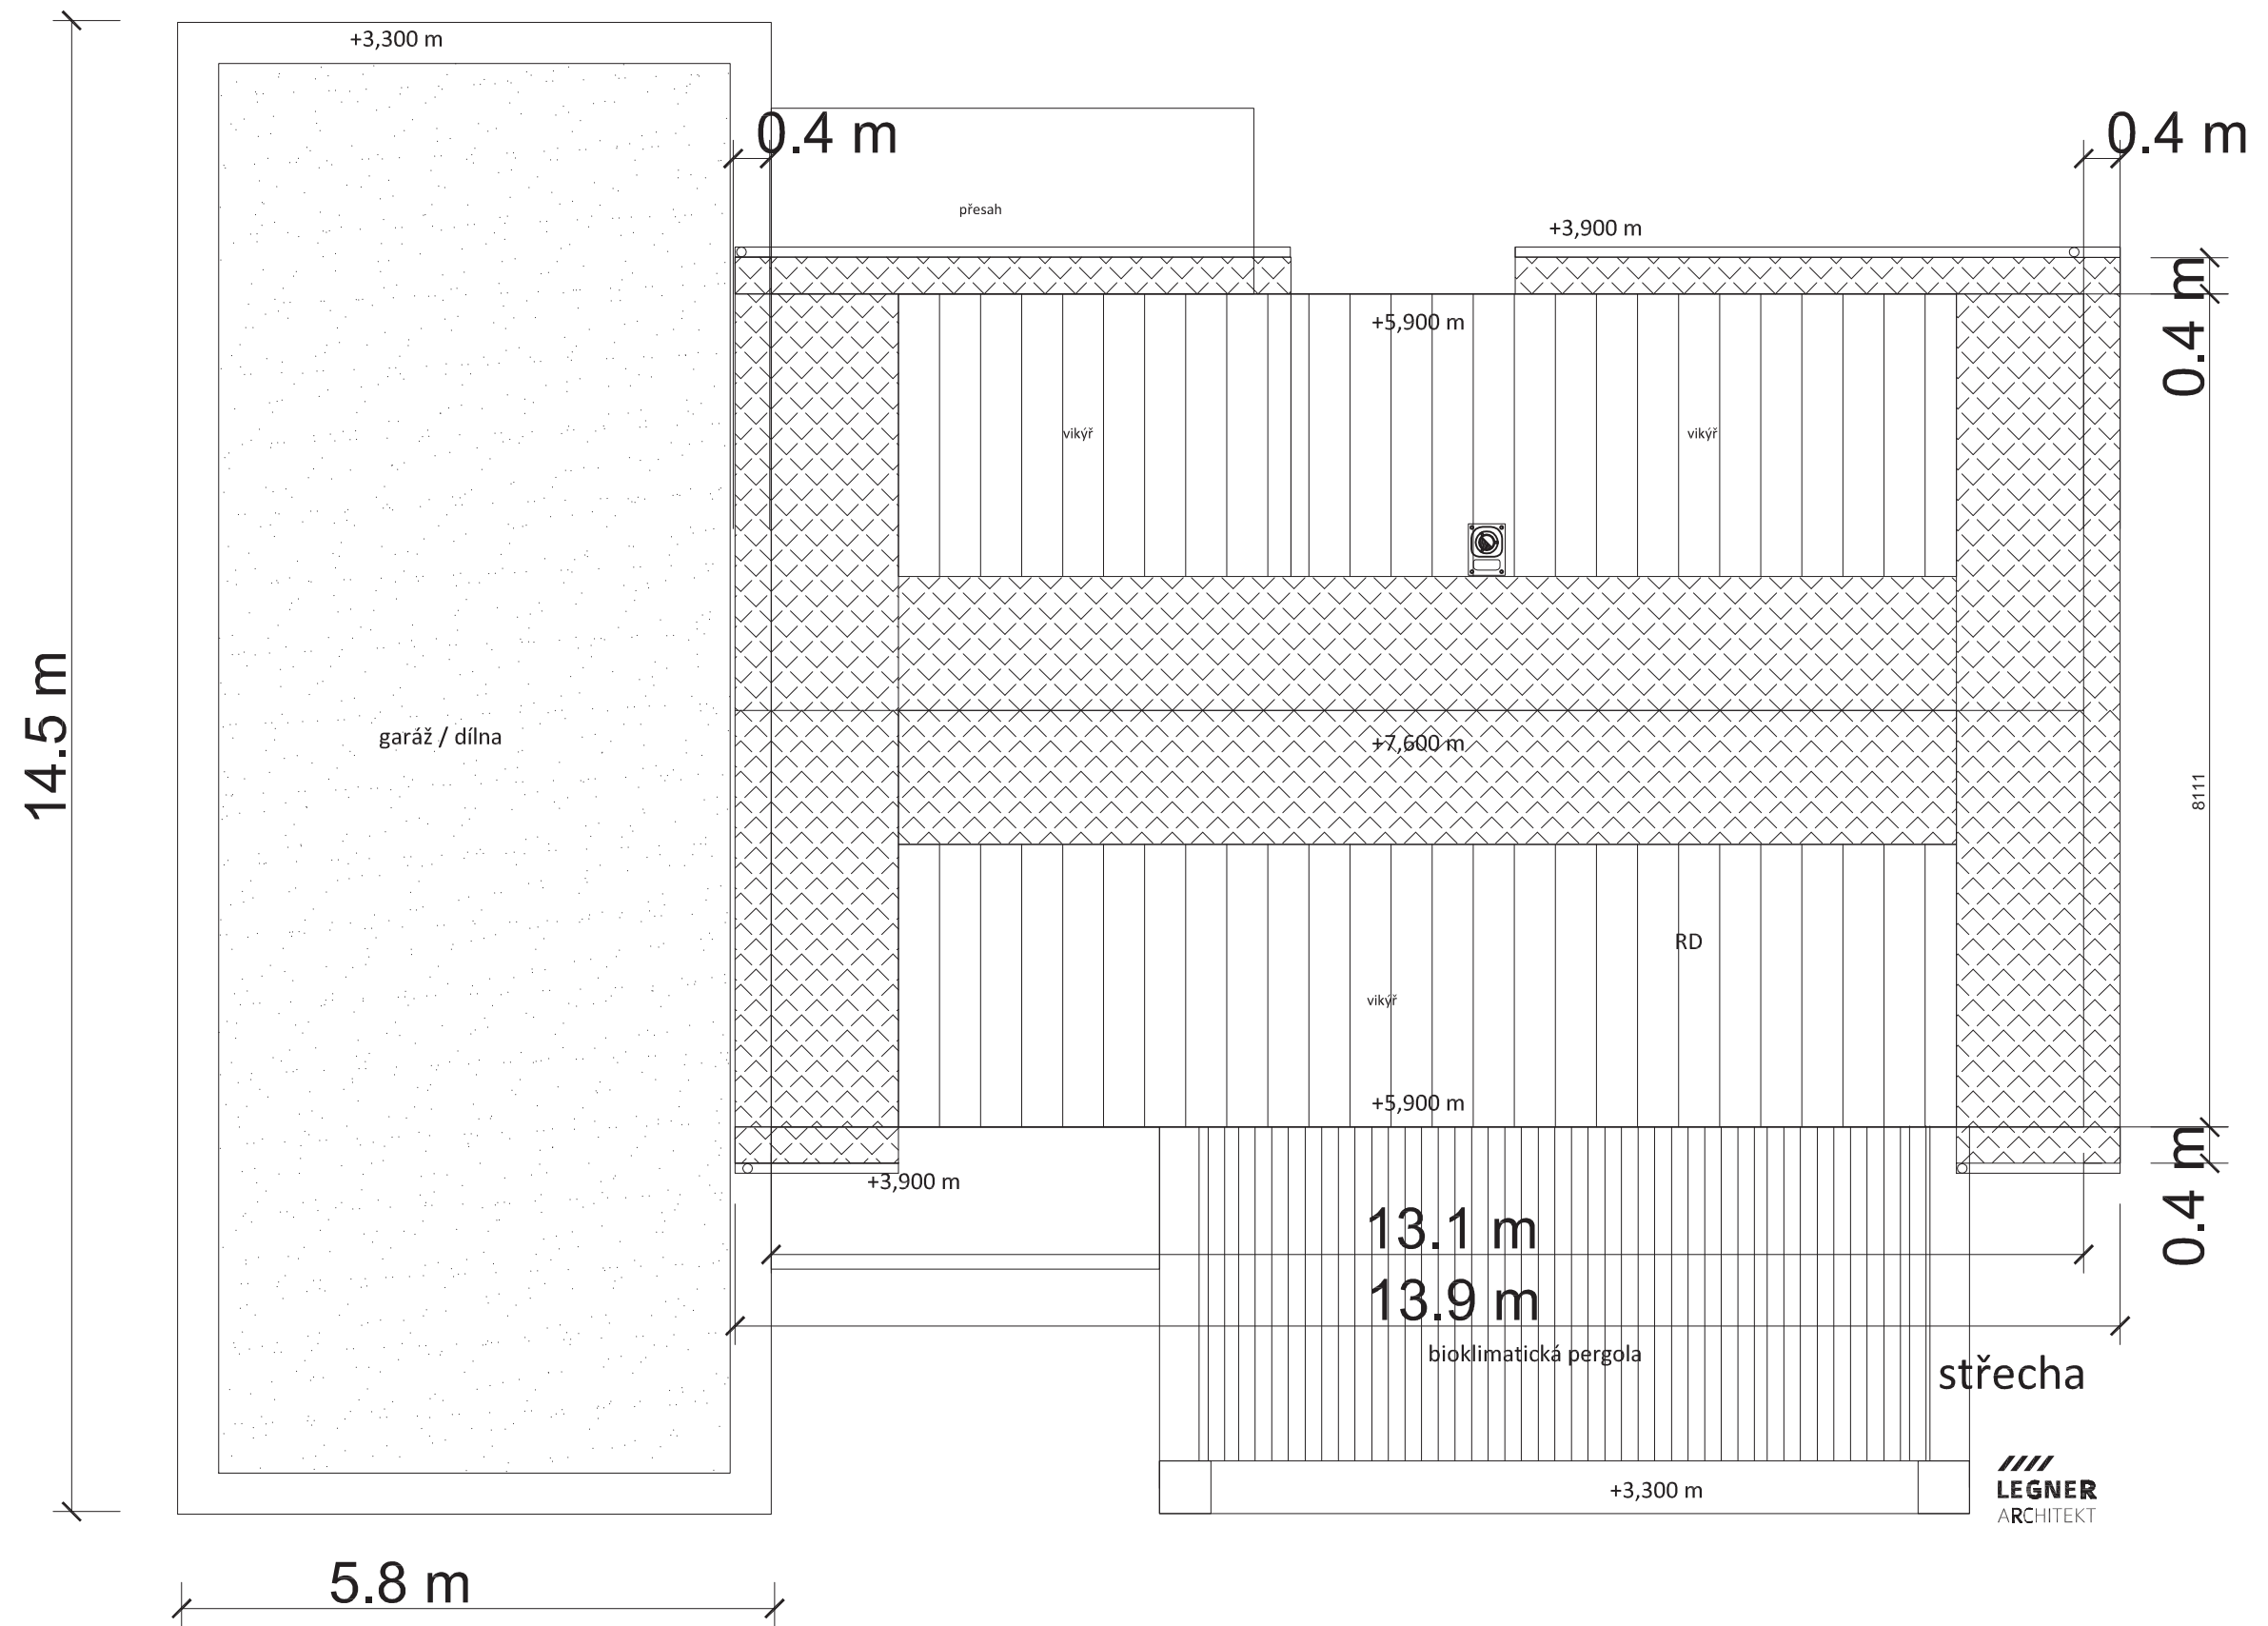 +3,300 m
0.4 m
0.4 m
přesah
+3,900 m
0.4 m
+5,900 m
vikýř
vikýř
14.5 m
garáž / dílna
+7,600 m
8111
RD
vikýř
+5,900 m
0.4 m
+3,900 m
13.1 m
13.9 m
bioklimatická pergola
střecha
+3,300 m
LEGNER
ARCHITEKT
5.8 m